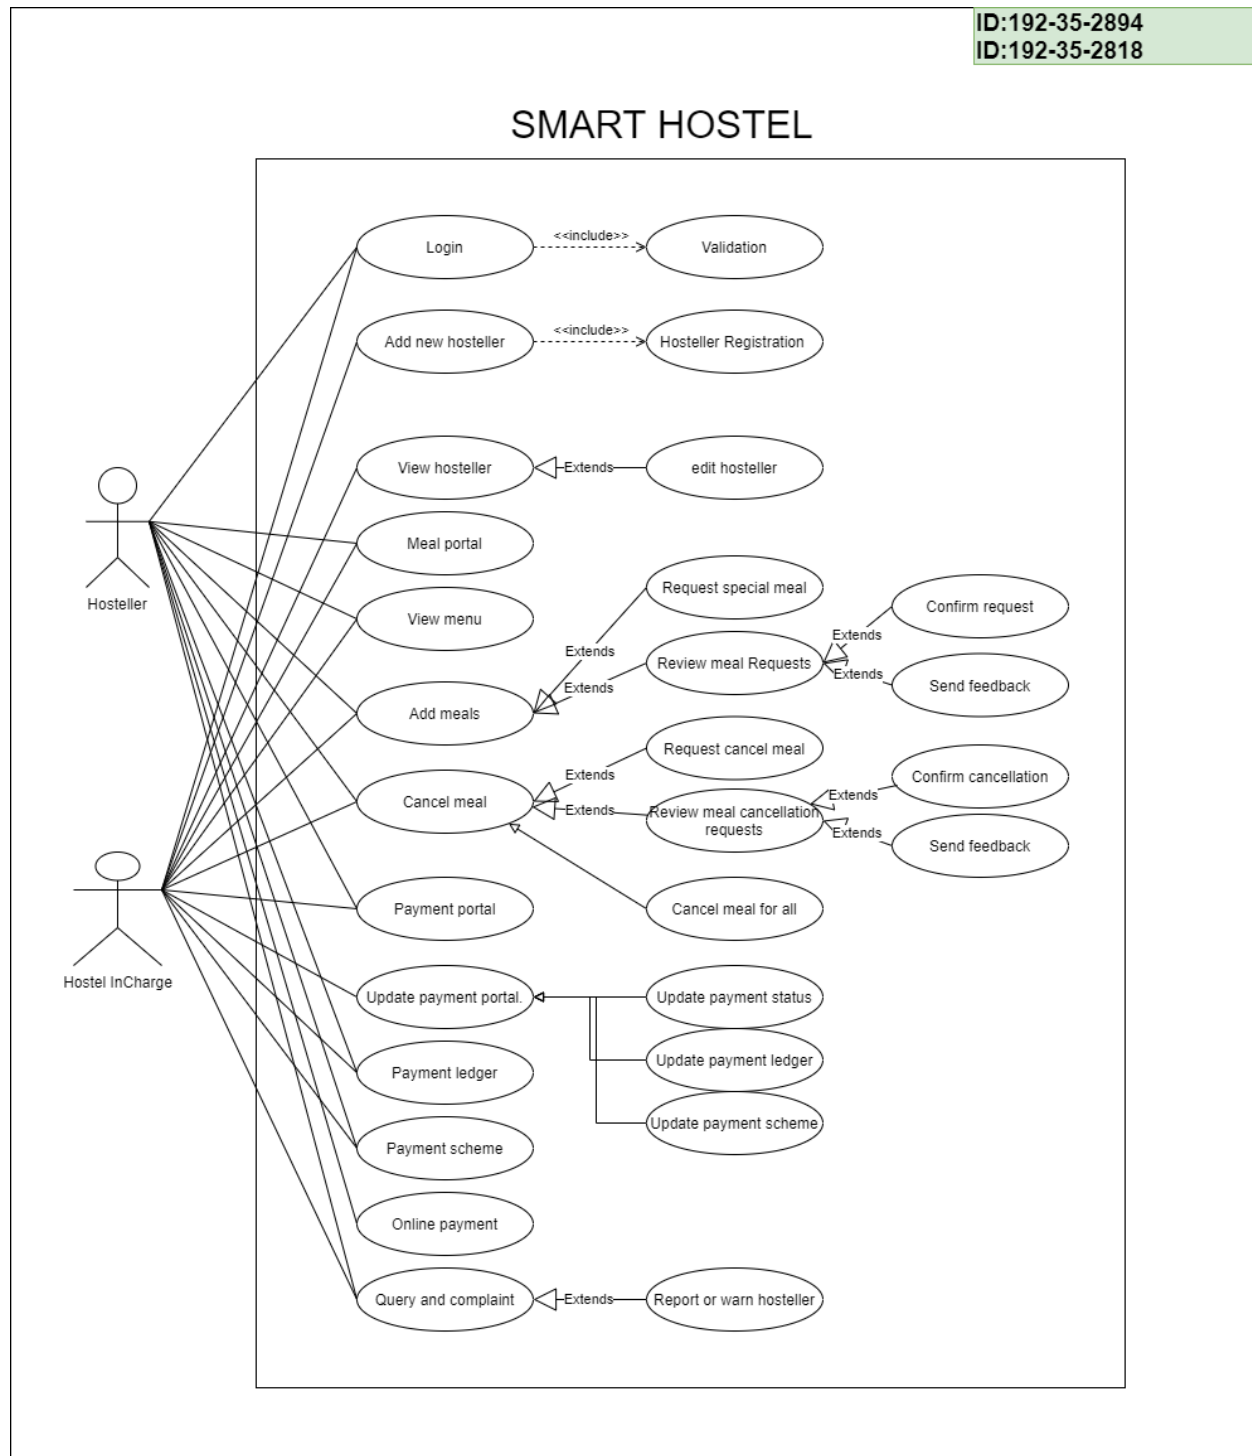 ID:192-35-2894
ID:192-35-2818
SMART HOSTEL
Login
<<include>>
Validation
Add new hosteller
<<include>>
Hosteller Registration
View hosteller
Extends
edit hosteller
Hosteller
Meal portal
View menu
Request special meal
Extends
Confirm request
Extends
Review meal Requests
Extends
Extends
Send feedback
Add meals
Request cancel meal
Extends
Confirm cancellation
Extends
Cancel meal
Extends
Review meal cancellation
requests
Extends
Send feedback
Payment portal
Cancel meal for all
Hostel InCharge
Update payment portal.
Update payment status
Update payment ledger
Payment ledger
Update payment scheme
Payment scheme
Online payment
Query and complaint
Extends
Report or warn hosteller